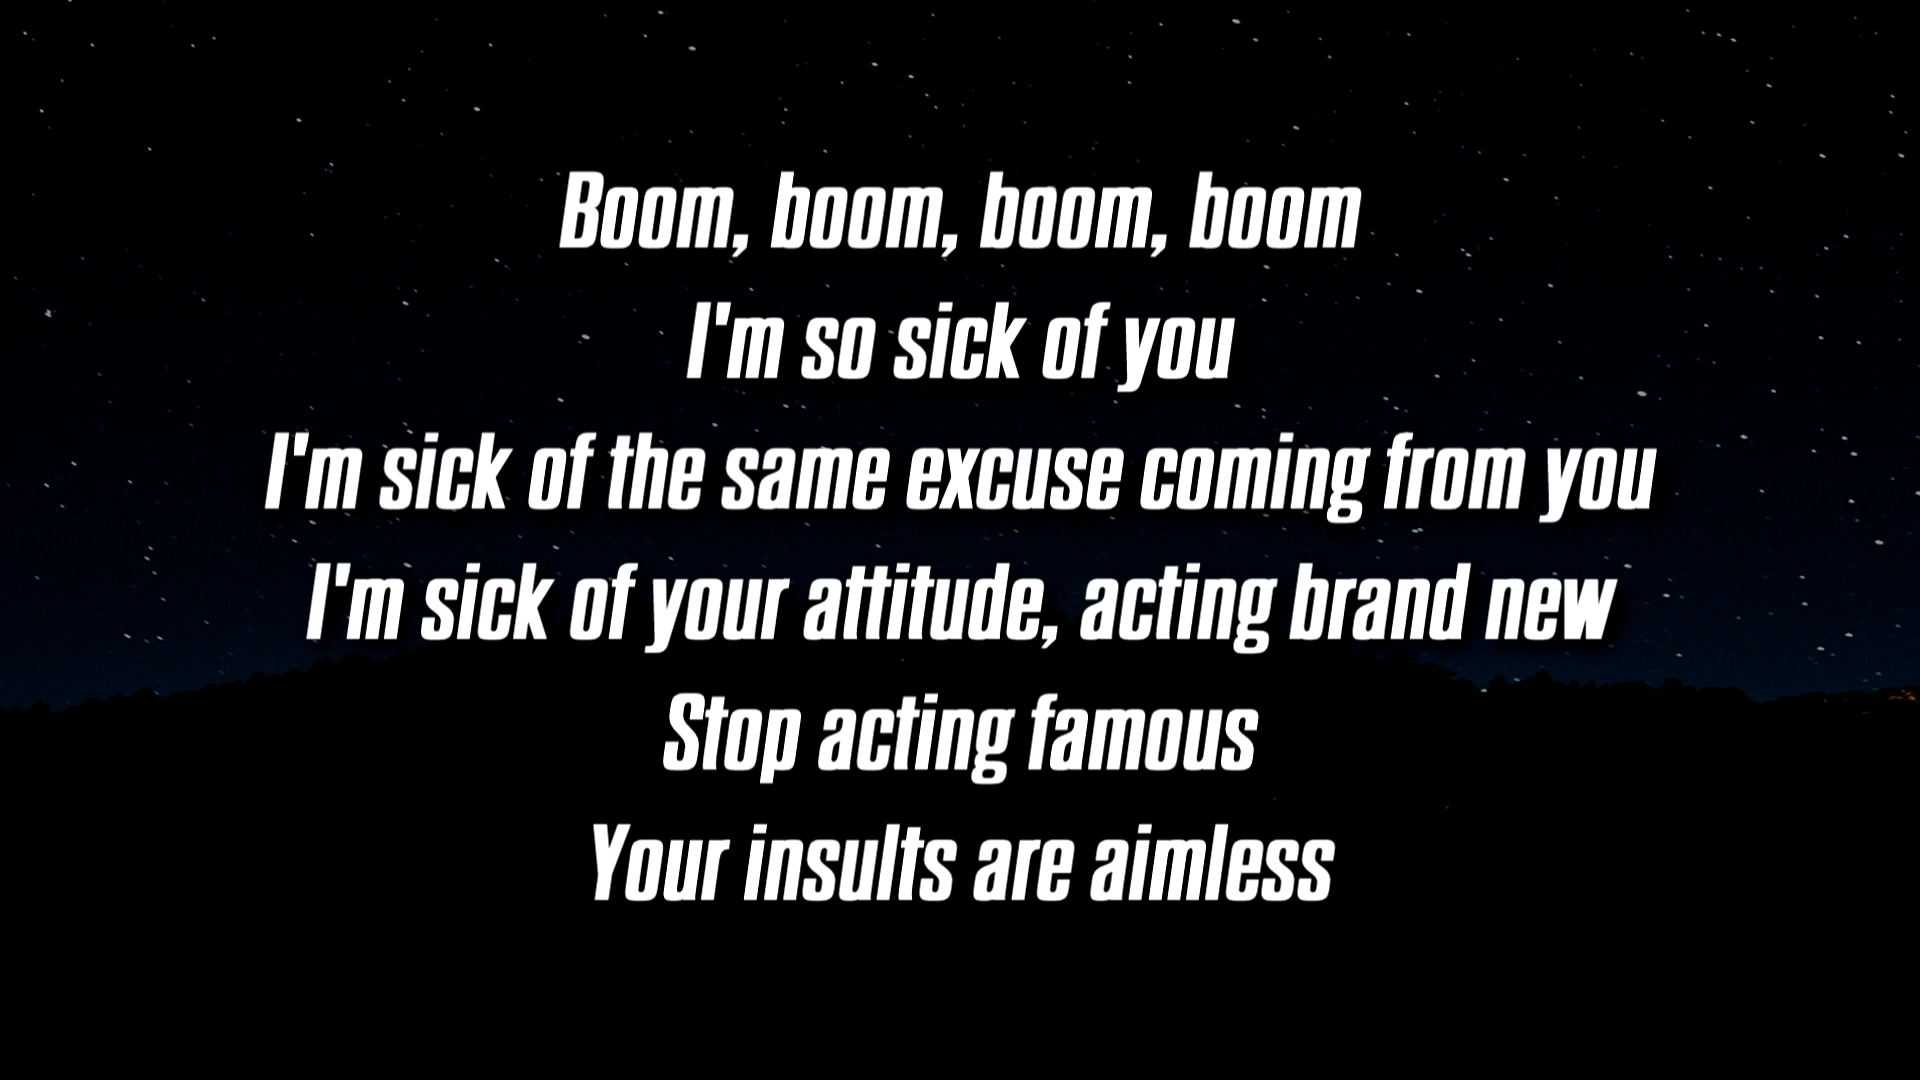 Boom, boom, boom, boom
I'm so sick of you
I'm sick of the same excuse coming from you
I'm sick of your attitude, acting brand new
Stop acting famous
Your insults are aimless